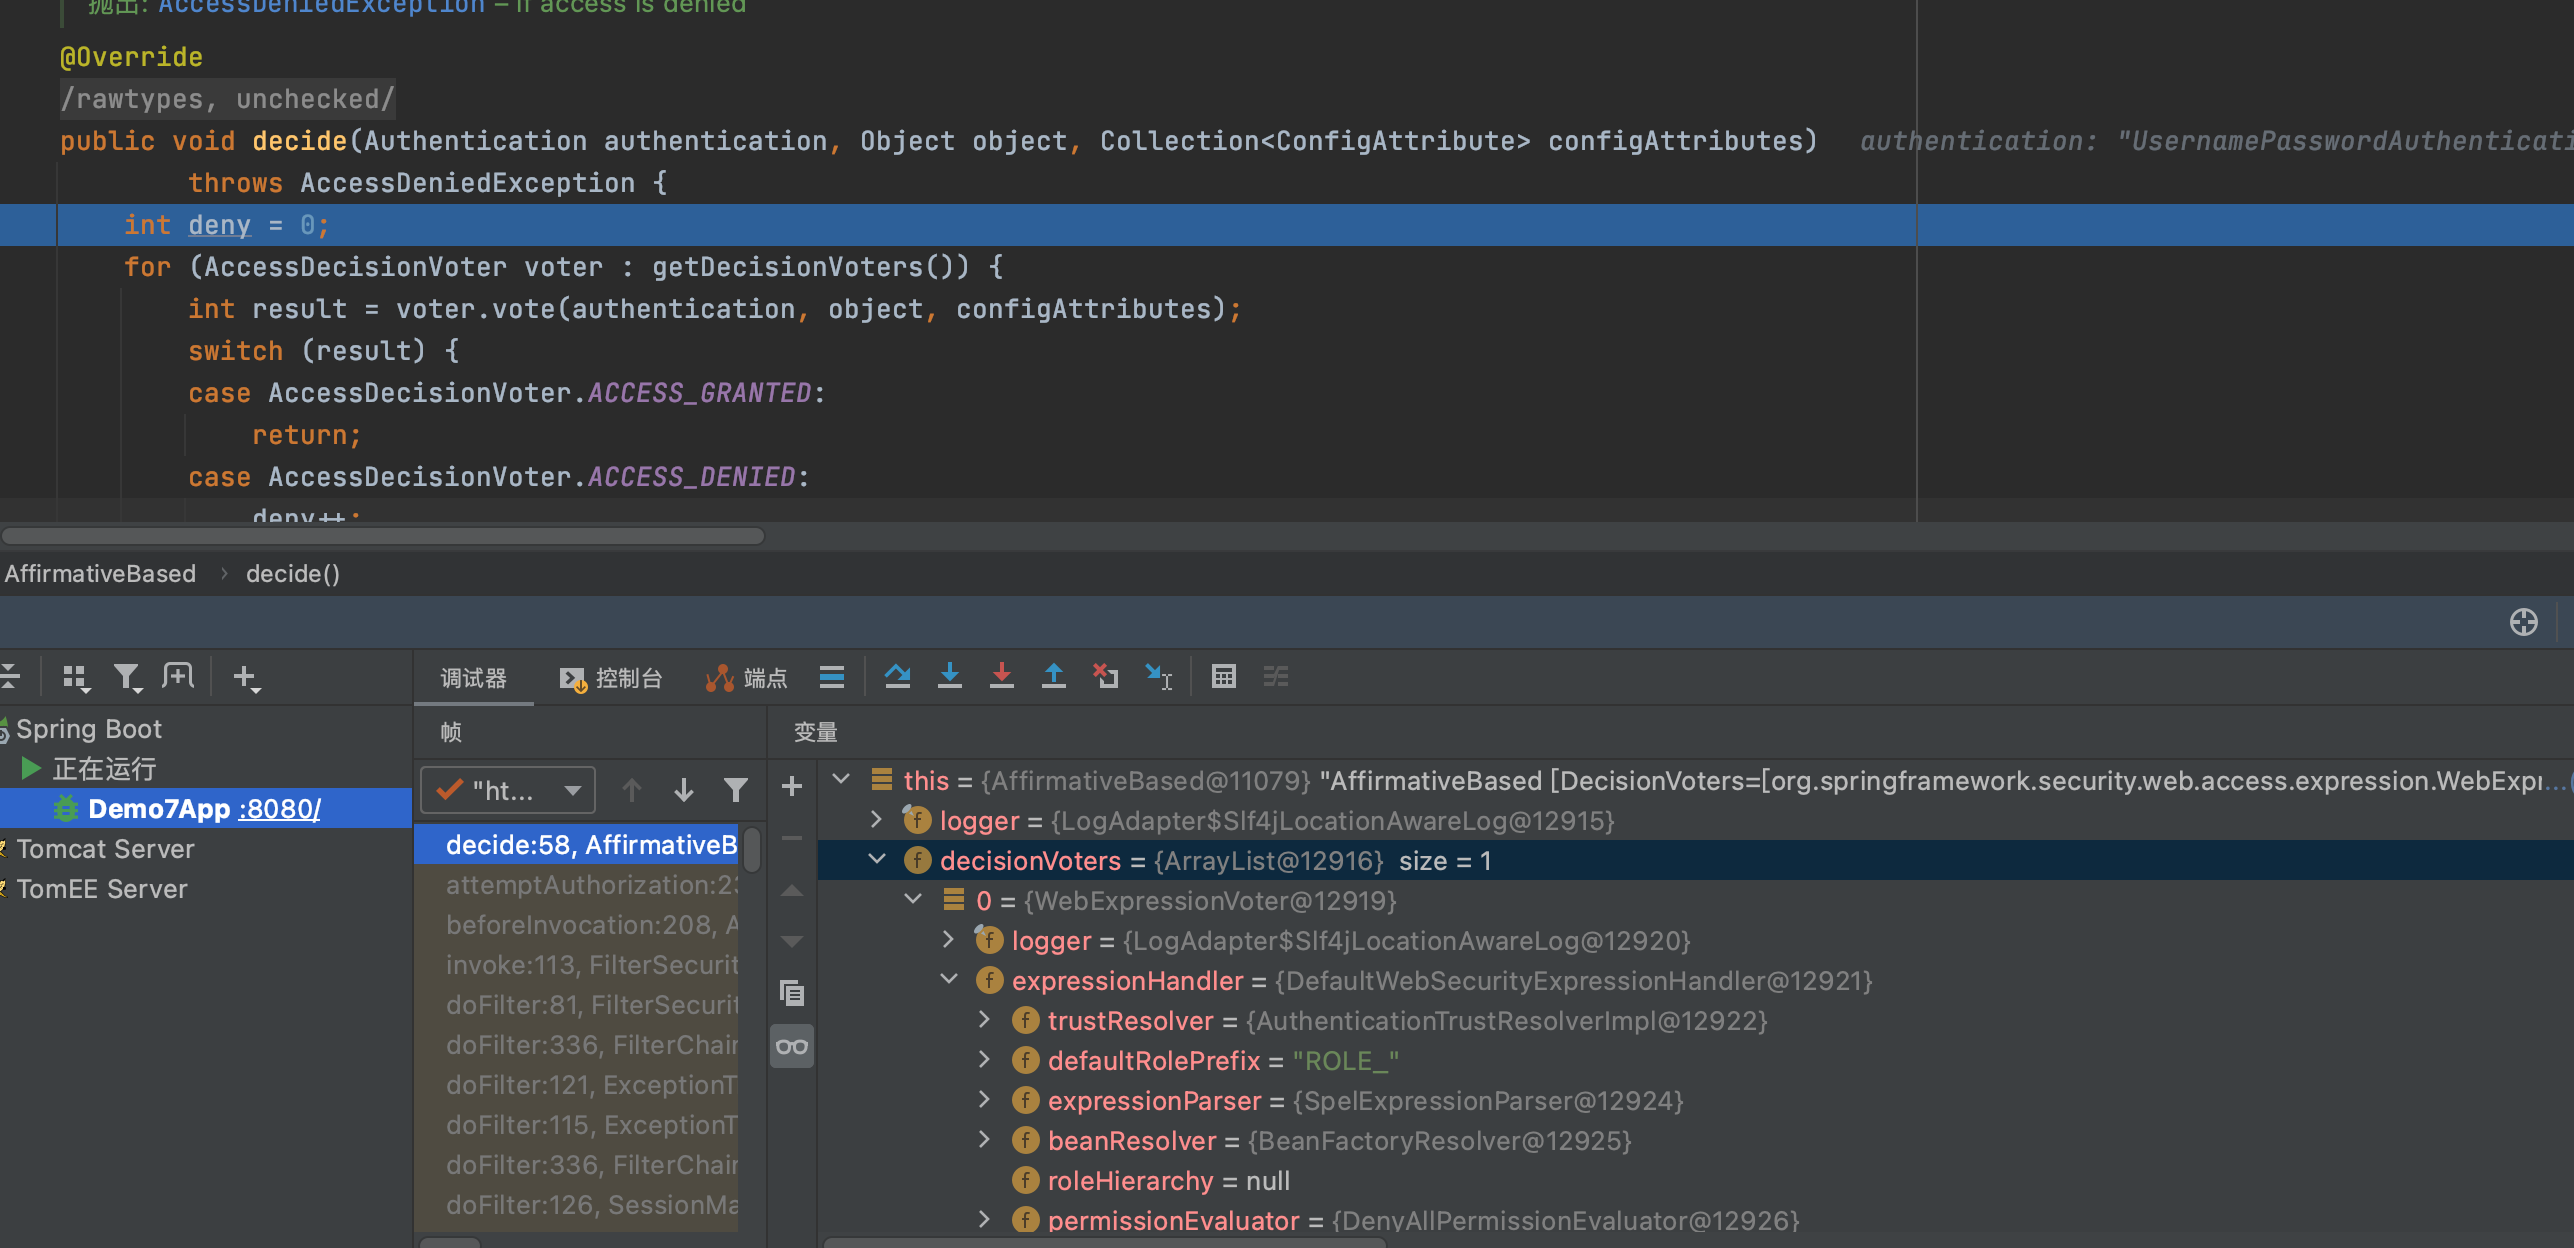 抛出: AccessDeniedException – if access is denied
@Override
/rawtypes, unchecked/
public void decide(Authentication authentication, Object object, Collection<ConfigAttribute> configAttributes) authentication: "UsernamePasswordAuthenticati
throws AccessDeniedException {
int deny = 0;
for (AccessDecisionVoter voter : getDecisionVoters()) {
int result = voter.vote(authentication, object, configAttributes);
switch (result) {
case AccessDecisionVoter.ACCESS_GRANTED:
return;
case AccessDecisionVoter.ACCESS_DENIED:
deny++;
AffirmativeBased › decide()
调试器 控制台 端点
Spring Boot
正在运行
Demo7App :8080/
Tomcat Server
TomEE Server
帧
"ht...
decide:58, AffirmativeB
attemptAuthorization:23
beforeInvocation:208, A
invoke:113, FilterSecurit
doFilter:81, FilterSecurit
doFilter:336, FilterChair
doFilter:121, ExceptionT
doFilter:115, ExceptionT
doFilter:336, FilterChair
doFilter:126, SessionMa
变量
this = {AffirmativeBased@11079} "AffirmativeBased [DecisionVoters=[org.springframework.security.web.access.expression.WebExpr...(
logger = {LogAdapter$Slf4jLocationAwareLog@12915}
decisionVoters = {ArrayList@12916} size = 1
0 = {WebExpressionVoter@12919}
logger = {LogAdapter$Slf4jLocationAwareLog@12920}
expressionHandler = {DefaultWebSecurityExpressionHandler@12921}
trustResolver = {AuthenticationTrustResolverImpl@12922}
defaultRolePrefix = "ROLE_"
expressionParser = {SpelExpressionParser@12924}
beanResolver = {BeanFactoryResolver@12925}
roleHierarchy = null
permissionEvaluator = {DenyAllPermissionEvaluator@12926}